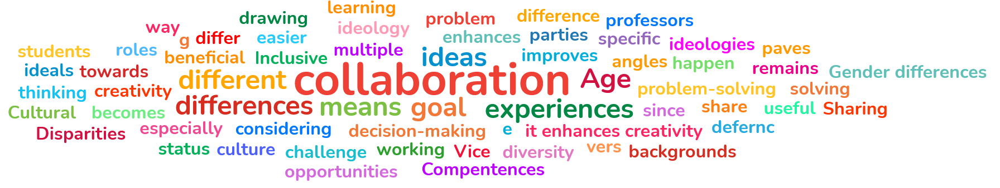 learning
drawing
problem
difference
professors
way
ideology
g
differ
easier
enhances
parties
specific
ideologies
paves
students
roles
beneficial
Inclusive
multiple
ideas
improves
angles
happen
remains
Gender differences
ideals
towards
different
collaboration
Age
thinking
creativity
problem-solving
solving
Cultural
becomes
differences
means
goal
experiences
since
share
useful
Sharing
Disparities
especially
considering
decision-making
e
it enhances creativity
defernc
status
culture
challenge
working
Vice
diversity
vers
backgrounds
opportunities
Compentences